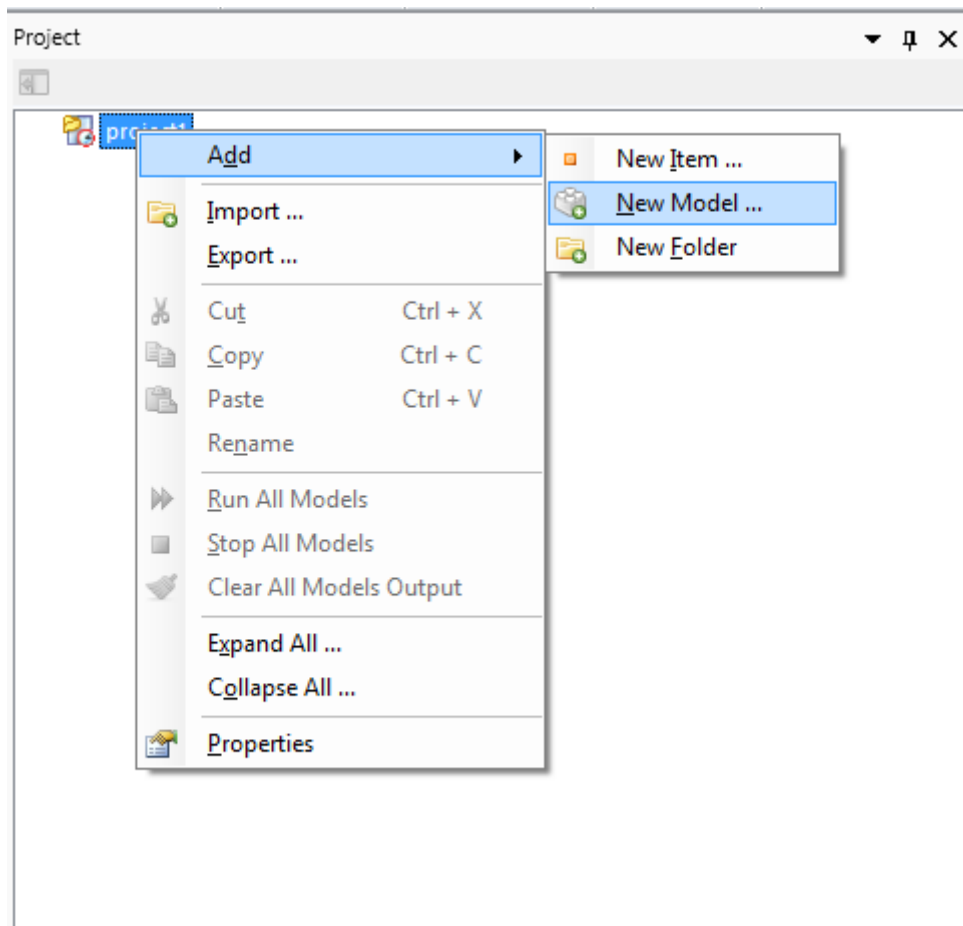 Project
Add
New Item ...
New Model ...
New Folder
Import ...
Export ...
Cut Ctrl + X
Copy Ctrl + C
Paste Ctrl + V
Rename
Run All Models
Stop All Models
Clear All Models Output
Expand All ...
Collapse All ...
Properties